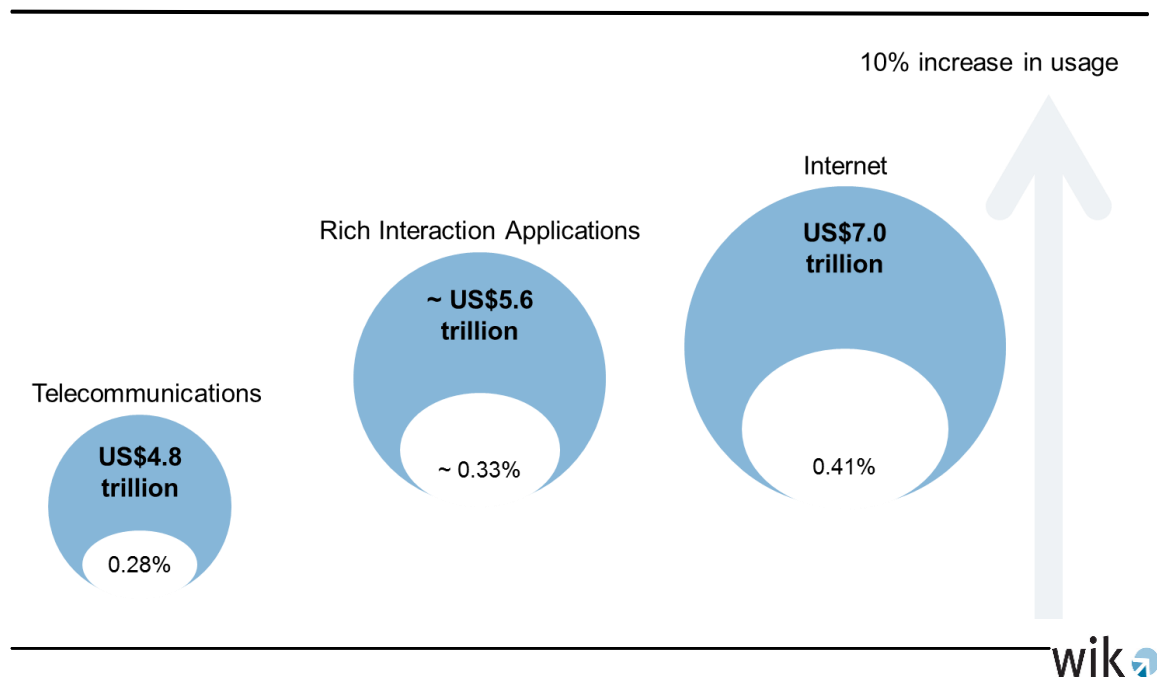 10% increase in usage
Internet
US$7.0
trillion
Rich Interaction Applications
~ US$5.6
trillion
Telecommunications
US$4.8
trillion
0.28%
~ 0.33%
0.41%
wik